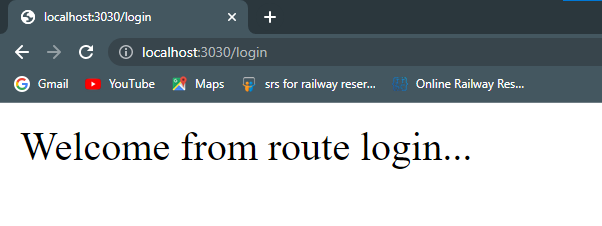 localhost:3030/login
localhost:3030/login
Gmail YouTube Maps srs for railway reser... Online Railway Res...
Welcome from route login...